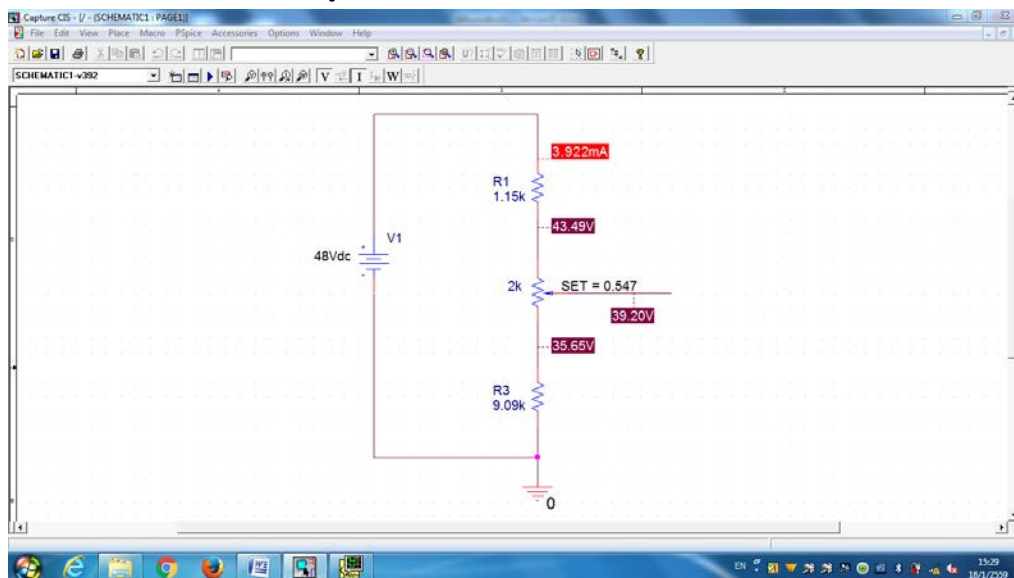 Capture CIS - [/ - (SCHEMATIC1 : PAGE1)]
File Edit View Place Macro PSpice Accessories Options Window Help
SCHEMATIC1-v392
V I W
3.922mA
R1
1.15k
43.49V
V1
48Vdc
2k
SET = 0.547
39.20V
35.65V
R3
9.09k
0
EN
15:29
18/1/2559